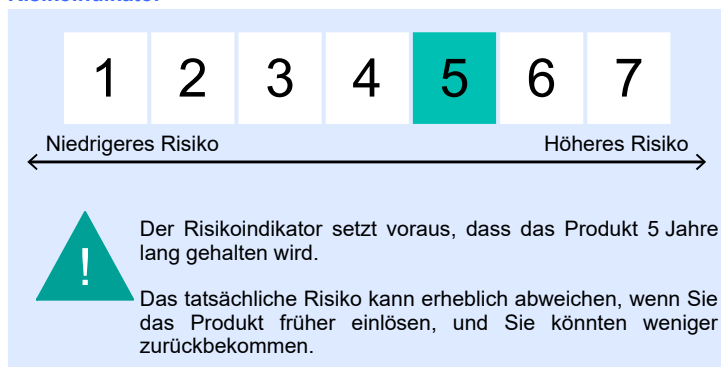 1 2 3 4 5 6 7
Niedrigeres Risiko Höheres Risiko
!
Der Risikoindikator setzt voraus, dass das Produkt 5 Jahre
lang gehalten wird.
Das tatsächliche Risiko kann erheblich abweichen, wenn Sie
das Produkt früher einlösen, und Sie könnten weniger
zurückbekommen.